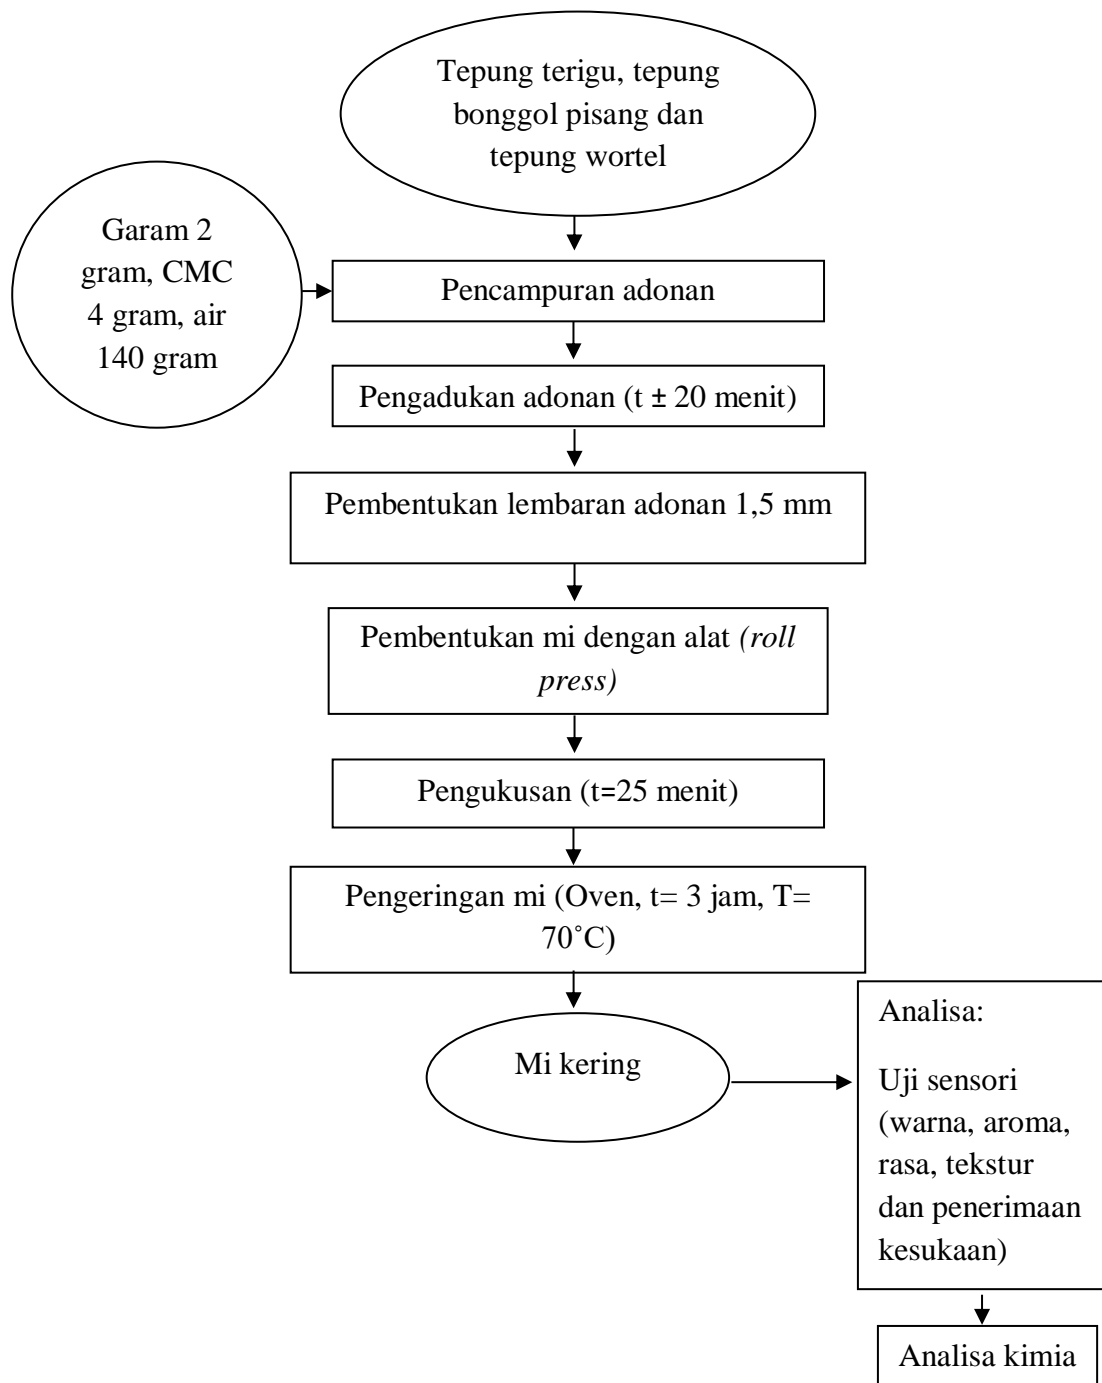 Tepung terigu, tepung
bonggol pisang dan
tepung wortel
Garam 2
gram, CMC
4 gram, air
140 gram
Pencampuran adonan
Pengadukan adonan (t ± 20 menit)
Pembentukan lembaran adonan 1,5 mm
Pembentukan mi dengan alat (roll
press)
Pengukusan (t=25 menit)
Pengeringan mi (Oven, t= 3 jam, T=
70˚C)
Mi kering
Analisa:
Uji sensori
(warna, aroma,
rasa, tekstur
dan penerimaan
kesukaan)
Analisa kimia